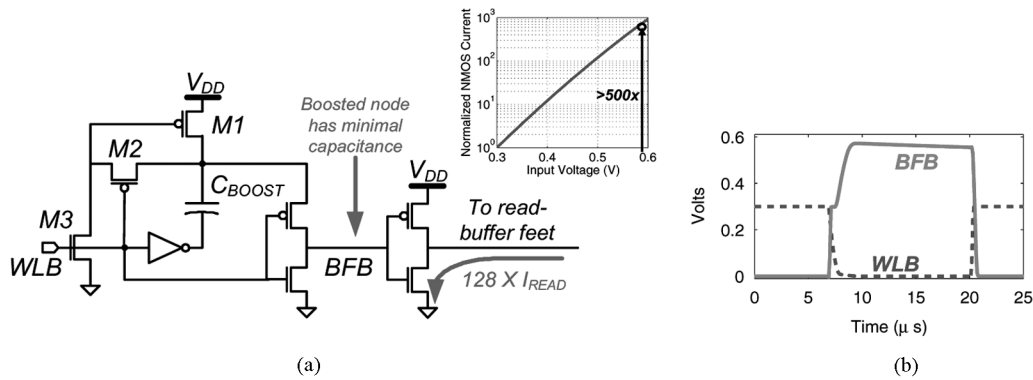 V_DD
M1
M2
C_BOOST
M3
WLB
Boosted node
has minimal
capacitance
V_DD
BFB
To read-
buffer feet
128 X I_READ
Normalized NMOS Current
10^3
10^2
10^1
10^0
>500x
0.3 0.4 0.5 0.6
Input Voltage (V)
(a)
Volts
0.6
0.4
0.2
0
BFB
WLB
0 5 10 15 20 25
Time (μ s)
(b)